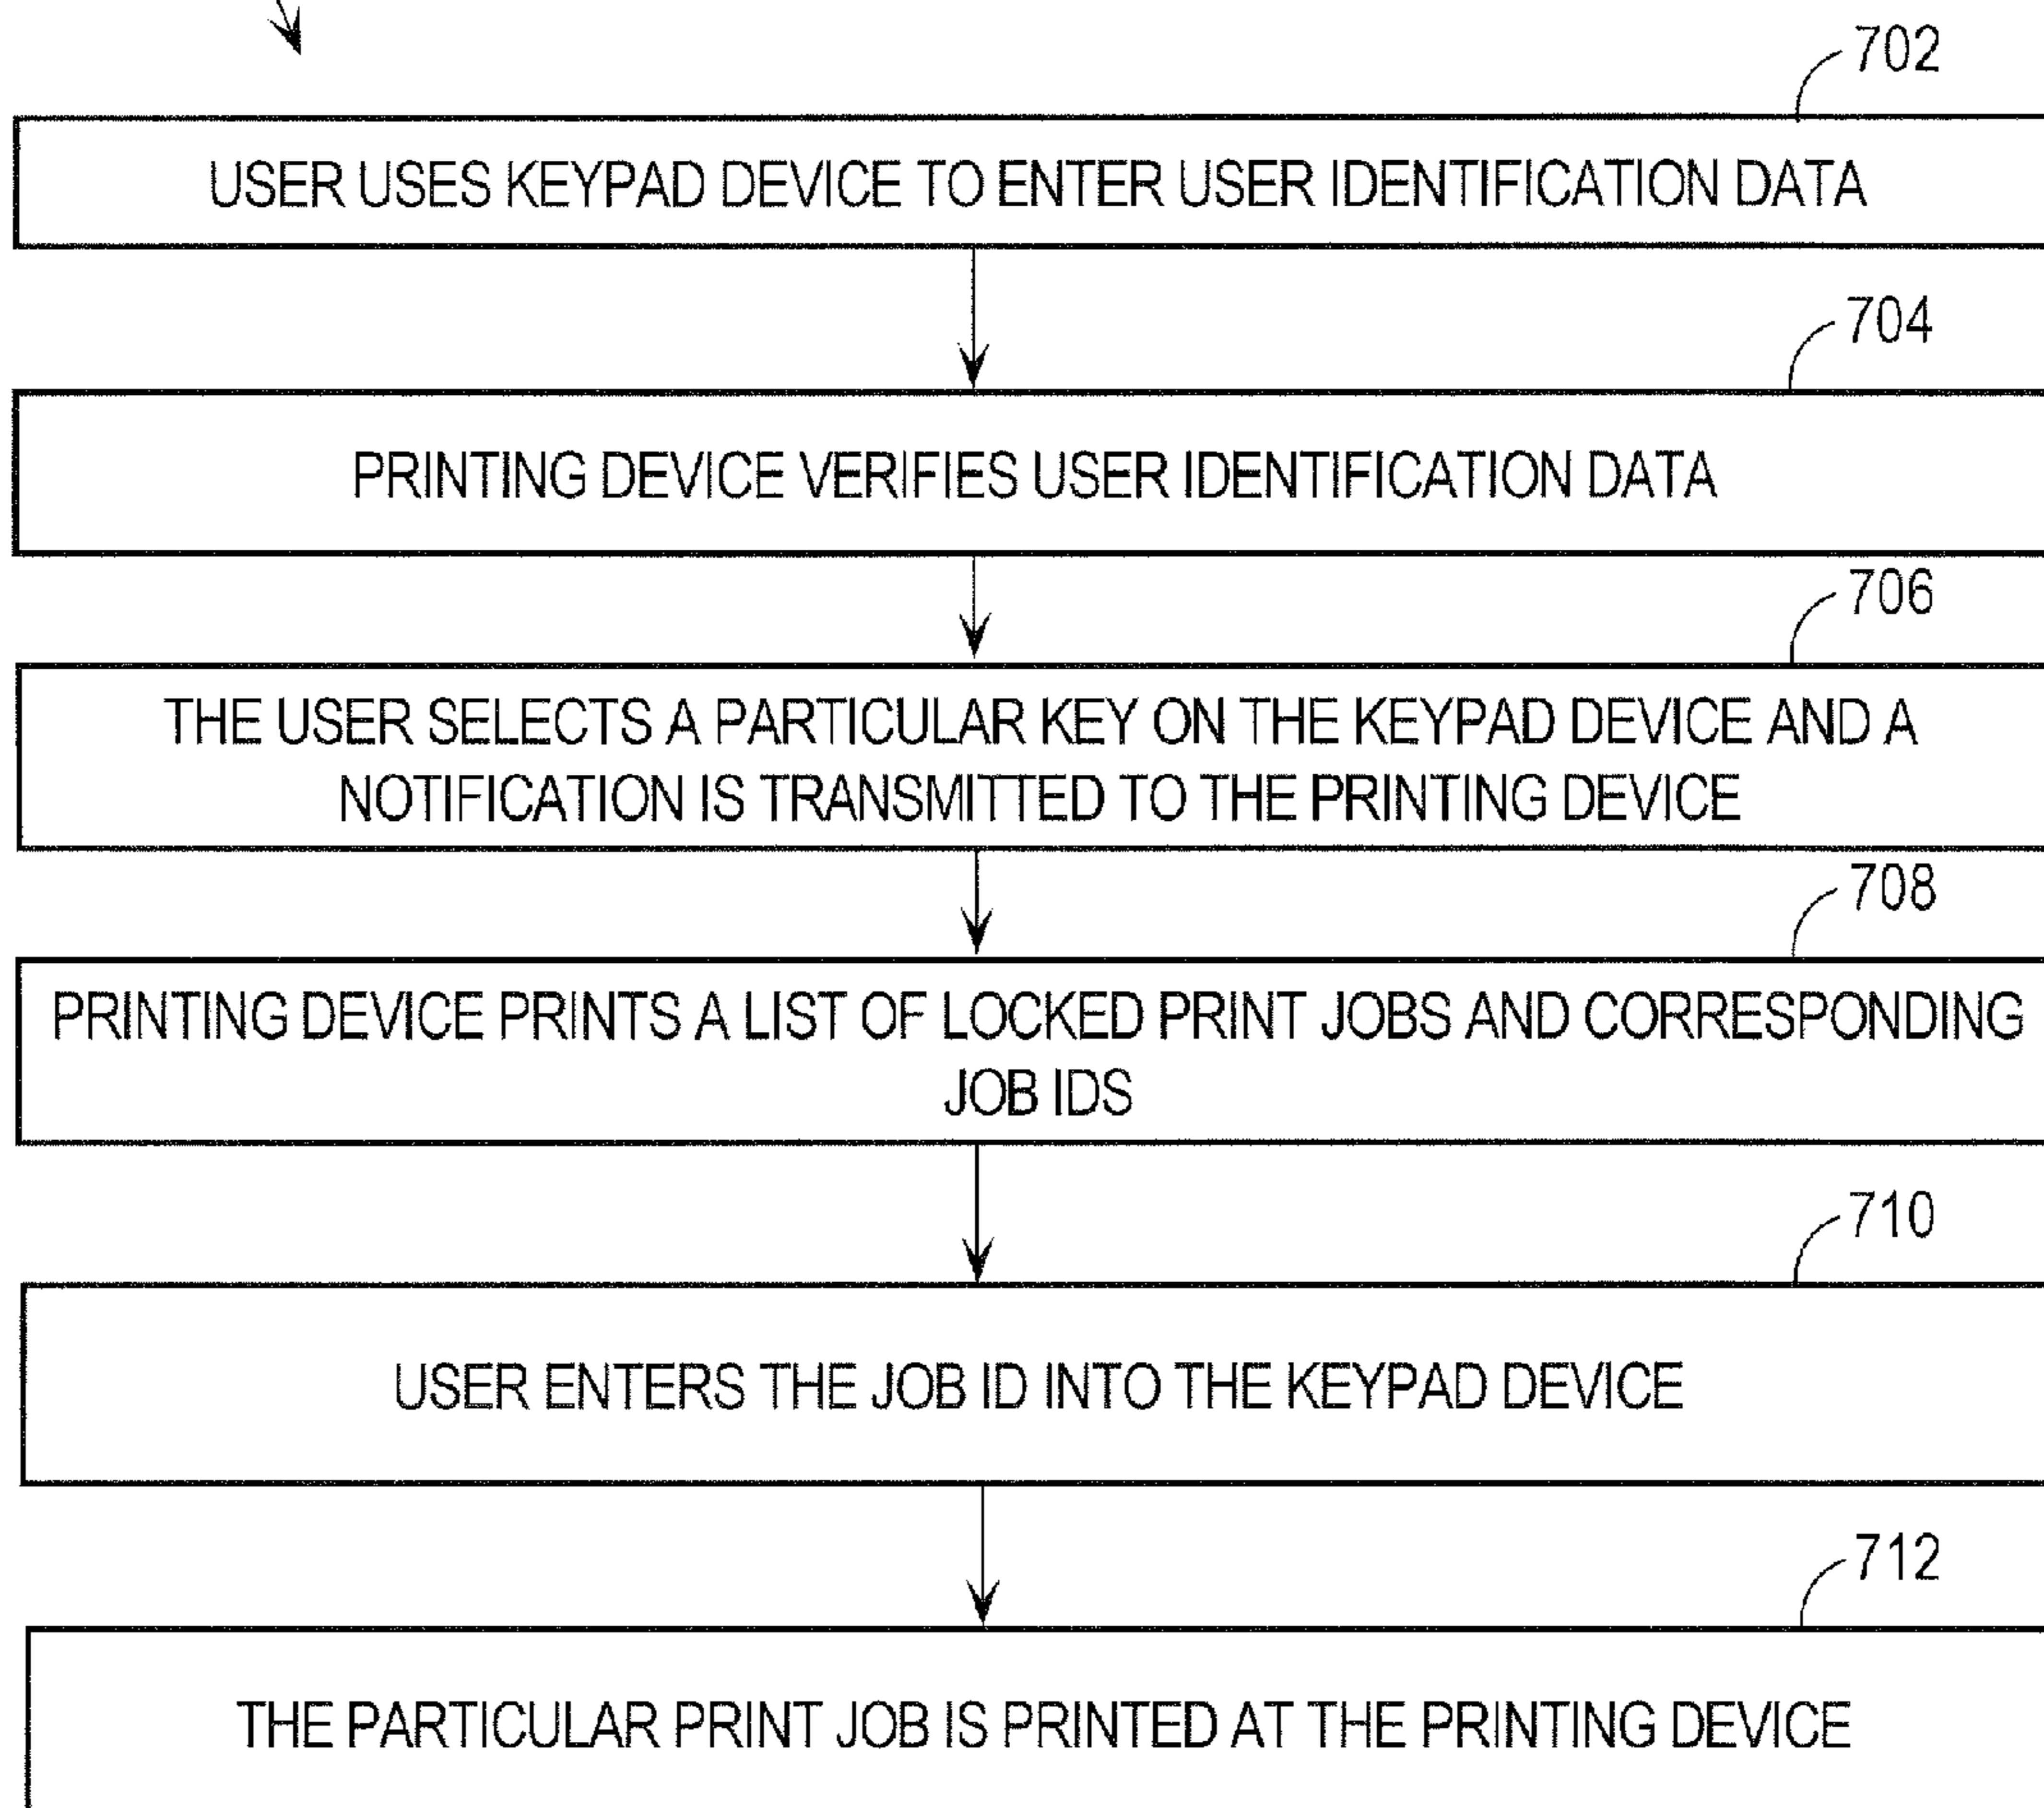 702
USER USES KEYPAD DEVICE TO ENTER USER IDENTIFICATION DATA
704
PRINTING DEVICE VERIFIES USER IDENTIFICATION DATA
706
THE USER SELECTS A PARTICULAR KEY ON THE KEYPAD DEVICE AND A
NOTIFICATION IS TRANSMITTED TO THE PRINTING DEVICE
708
PRINTING DEVICE PRINTS A LIST OF LOCKED PRINT JOBS AND CORRESPONDING
JOB IDS
710
USER ENTERS THE JOB ID INTO THE KEYPAD DEVICE
712
THE PARTICULAR PRINT JOB IS PRINTED AT THE PRINTING DEVICE